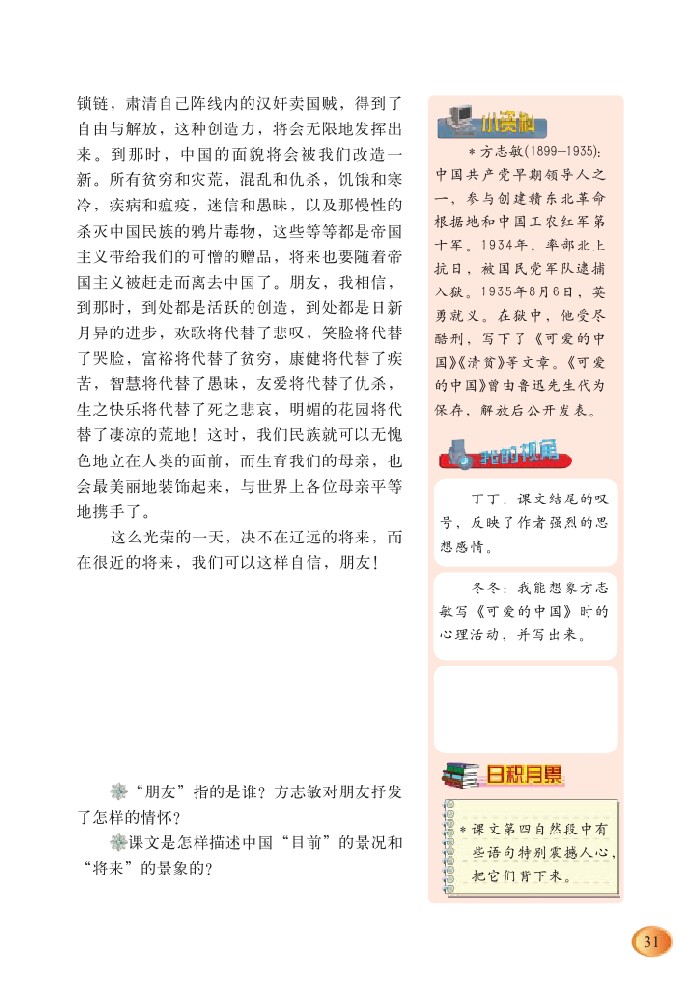 锁链，肃清自己阵线内的汉奸卖国贼，得到了
自由与解放，这种创造力，将会无限地发挥出
来。到那时，中国的面貌将会被我们改造一
新。所有贫穷和灾荒，混乱和仇杀，饥饿和寒
冷，疾病和瘟疫，迷信和愚昧，以及那慢性的
杀灭中国民族的鸦片毒物，这些等等都是帝国
主义带给我们的可憎的赠品，将来也要随着帝
国主义被赶走而离去中国了。朋友，我相信，
到那时，到处都是活跃的创造，到处都是日新
月异的进步，欢歌将代替了悲叹，笑脸将代替
了哭脸，富裕将代替了贫穷，康健将代替了疾
苦，智慧将代替了愚昧，友爱将代替了仇杀，
生之快乐将代替了死之悲哀，明媚的花园将代
替了凄凉的荒地！这时，我们民族就可以无愧
色地立在人类的面前，而生育我们的母亲，也
会最美丽地装饰起来，与世界上各位母亲平等
地携手了。
这么光荣的一天，决不在辽远的将来，而
在很近的将来，我们可以这样自信，朋友！
“朋友”指的是谁？方志敏对朋友抒发
了怎样的情怀？
课文是怎样描述中国“目前”的景况和
“将来”的景象的？
小资料
*方志敏(1899—1935)：
中国共产党早期领导人之
一，参与创建赣东北革命
根据地和中国工农红军第
十军。1934年，率部北上
抗日，被国民党军队逮捕
入狱。1935年8月6日，英
勇就义。在狱中，他受尽
酷刑，写下了《可爱的中
国》《清贫》等文章。《可爱
的中国》曾由鲁迅先生代为
保存，解放后公开发表。
我的视角
丁丁：课文结尾的叹
号，反映了作者强烈的思
想感情。
冬冬：我能想象方志
敏写《可爱的中国》时的
心理活动，并写出来。
日积月累
*课文第四自然段中有
些语句特别震撼人心，
把它们背下来。
31